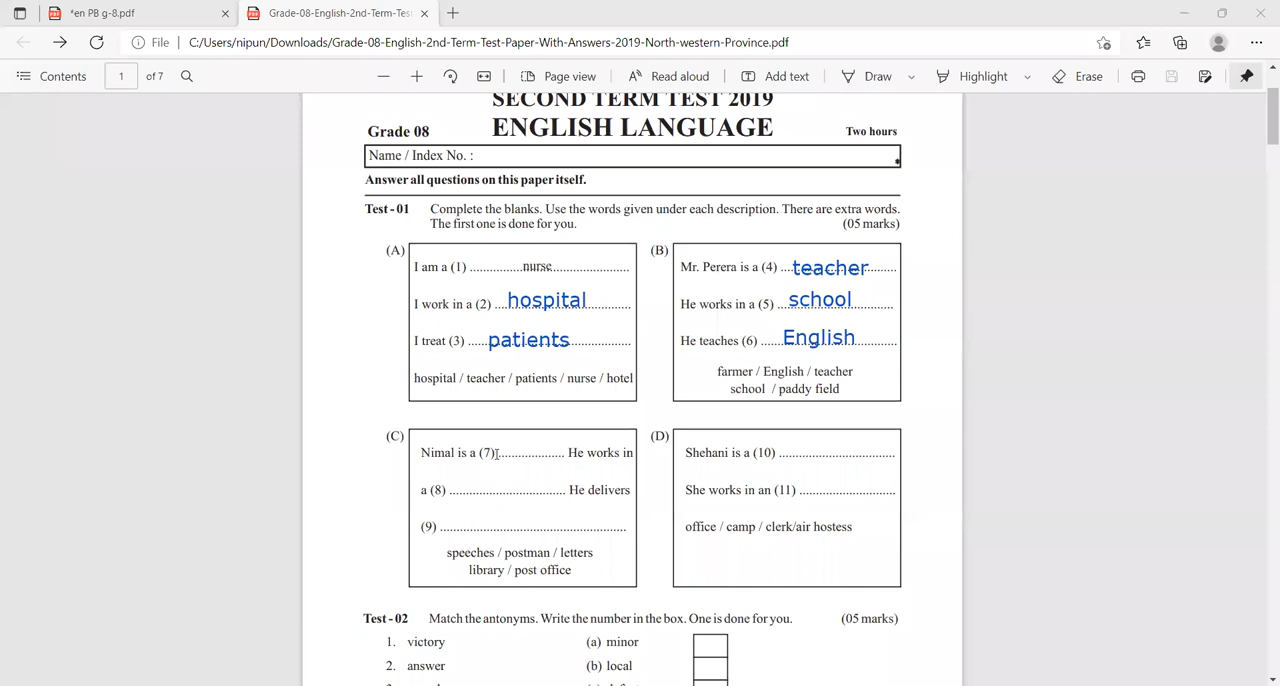 *en PB g-8.pdf
Grade-08-English-2nd-Term-Test
File | C:/Users/nipun/Downloads/Grade-08-English-2nd-Term-Test-Paper-With-Answers-2019-North-western-Province.pdf
Contents 1 of 7 Page view Read aloud Add text Draw Highlight Erase
SECOND TERM TEST 2019
Grade 08 ENGLISH LANGUAGE Two hours
Name / Index No. :
Answer all questions on this paper itself.
Test - 01 Complete the blanks. Use the words given under each description. There are extra words.
The first one is done for you. (05 marks)
(A)
I am a (1) ...nurse...
I work in a (2) ...hospital...
I treat (3) ...patients...
hospital / teacher / patients / nurse / hotel
(B)
Mr. Perera is a (4) ...teacher...
He works in a (5) ...school...
He teaches (6) ...English...
farmer / English / teacher
school / paddy field
(C)
Nimal is a (7)................... He works in
a (8) ................................... He delivers
(9) .........................................................
speeches / postman / letters
library / post office
(D)
Shehani is a (10) ...................................
She works in an (11) .............................
office / camp / clerk/air hostess
Test - 02 Match the antonyms. Write the number in the box. One is done for you. (05 marks)
1. victory (a) minor
2. answer (b) local